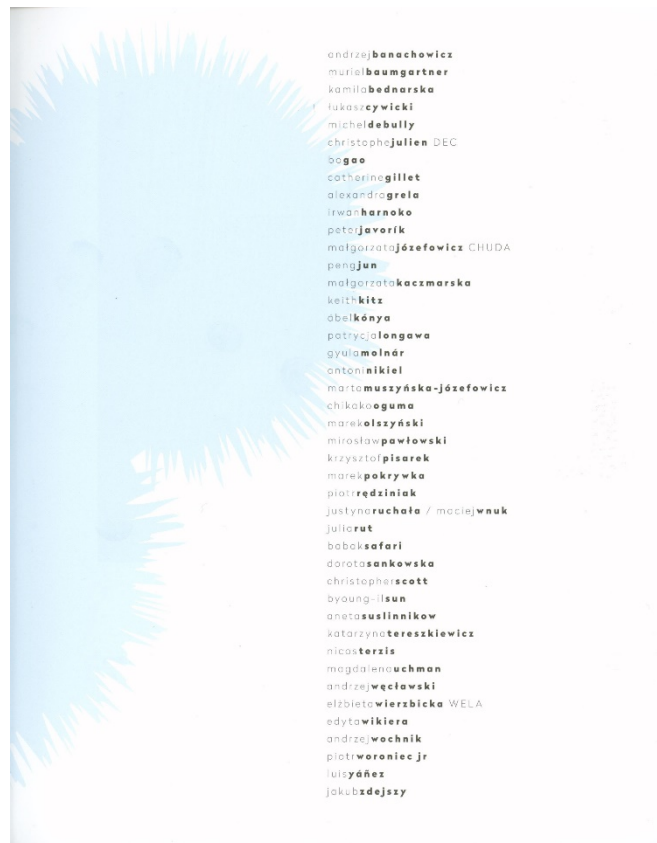 andrzejbanachowicz
murielbaumgartner
kamilabednarska
łukaszcywicki
micheldebully
christophejulien DEC
bogao
catherinegillet
alexandragrela
irwanharnoko
peterjavorík
małgorzatajózefowicz CHUDA
pengjun
małgorzatakaczmarska
keithkitz
ábelkónya
patrycjalongawa
gyulamolnár
antoninikiel
martamuszyńska-józefowicz
chikakooguma
marekolszyński
mirosławpawłowski
krzysztofpisarek
marekpokrywka
piotrrędziniak
justynaruchała / maciejwnuk
juliarut
babaksafari
dorotasankowska
christopherscott
byoung-ilsun
anetasuslinnikow
katarzynatereszkiewicz
nicosterzis
magdalenauchman
andrzejwęcławski
elżbietawierzbicka WELA
edytawikiera
andrzejwochnik
piotrworoniec jr
luisyáñez
jakubzdejszy